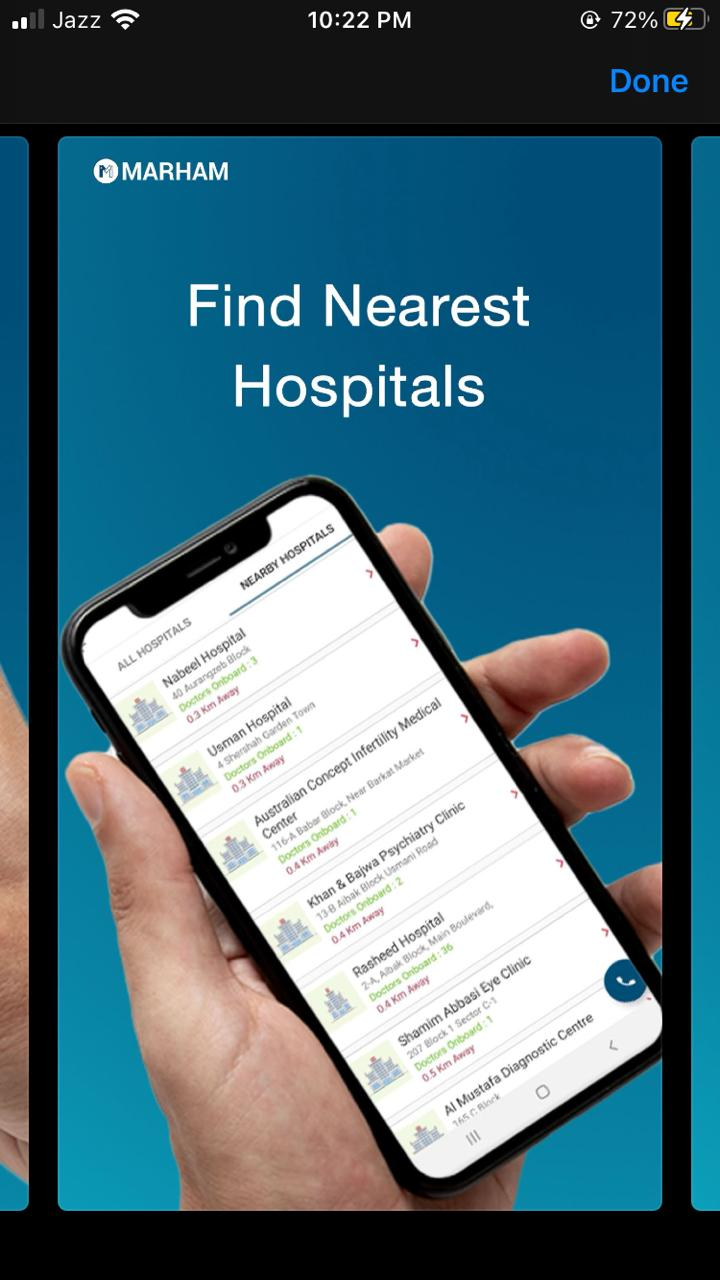 Jazz 10:22 PM 72%
Done
MARHAM
Find Nearest
Hospitals
ALL HOSPITALS NEARBY HOSPITALS
Nabeel Hospital
40 Aurangzeb Block
Doctors Onboard : 3
0.3 Km Away
Usman Hospital
4 Shershah Garden Town
Doctors Onboard : 1
0.3 Km Away
Australian Concept Infertility Medical
Center
116-A Babar Block, Near Barkat Market
Doctors Onboard : 1
0.4 Km Away
Khan & Bajwa Psychiatry Clinic
13-B Aibak Block Usmani Road
Doctors Onboard : 2
0.4 Km Away
Rasheed Hospital
2-A, Aibak Block, Main Boulevard,
Doctors Onboard : 36
0.4 Km Away
Shamim Abbasi Eye Clinic
207 Block 1 Sector C-1
Doctors Onboard : 1
0.5 Km Away
Al Mustafa Diagnostic Centre
165 C Block